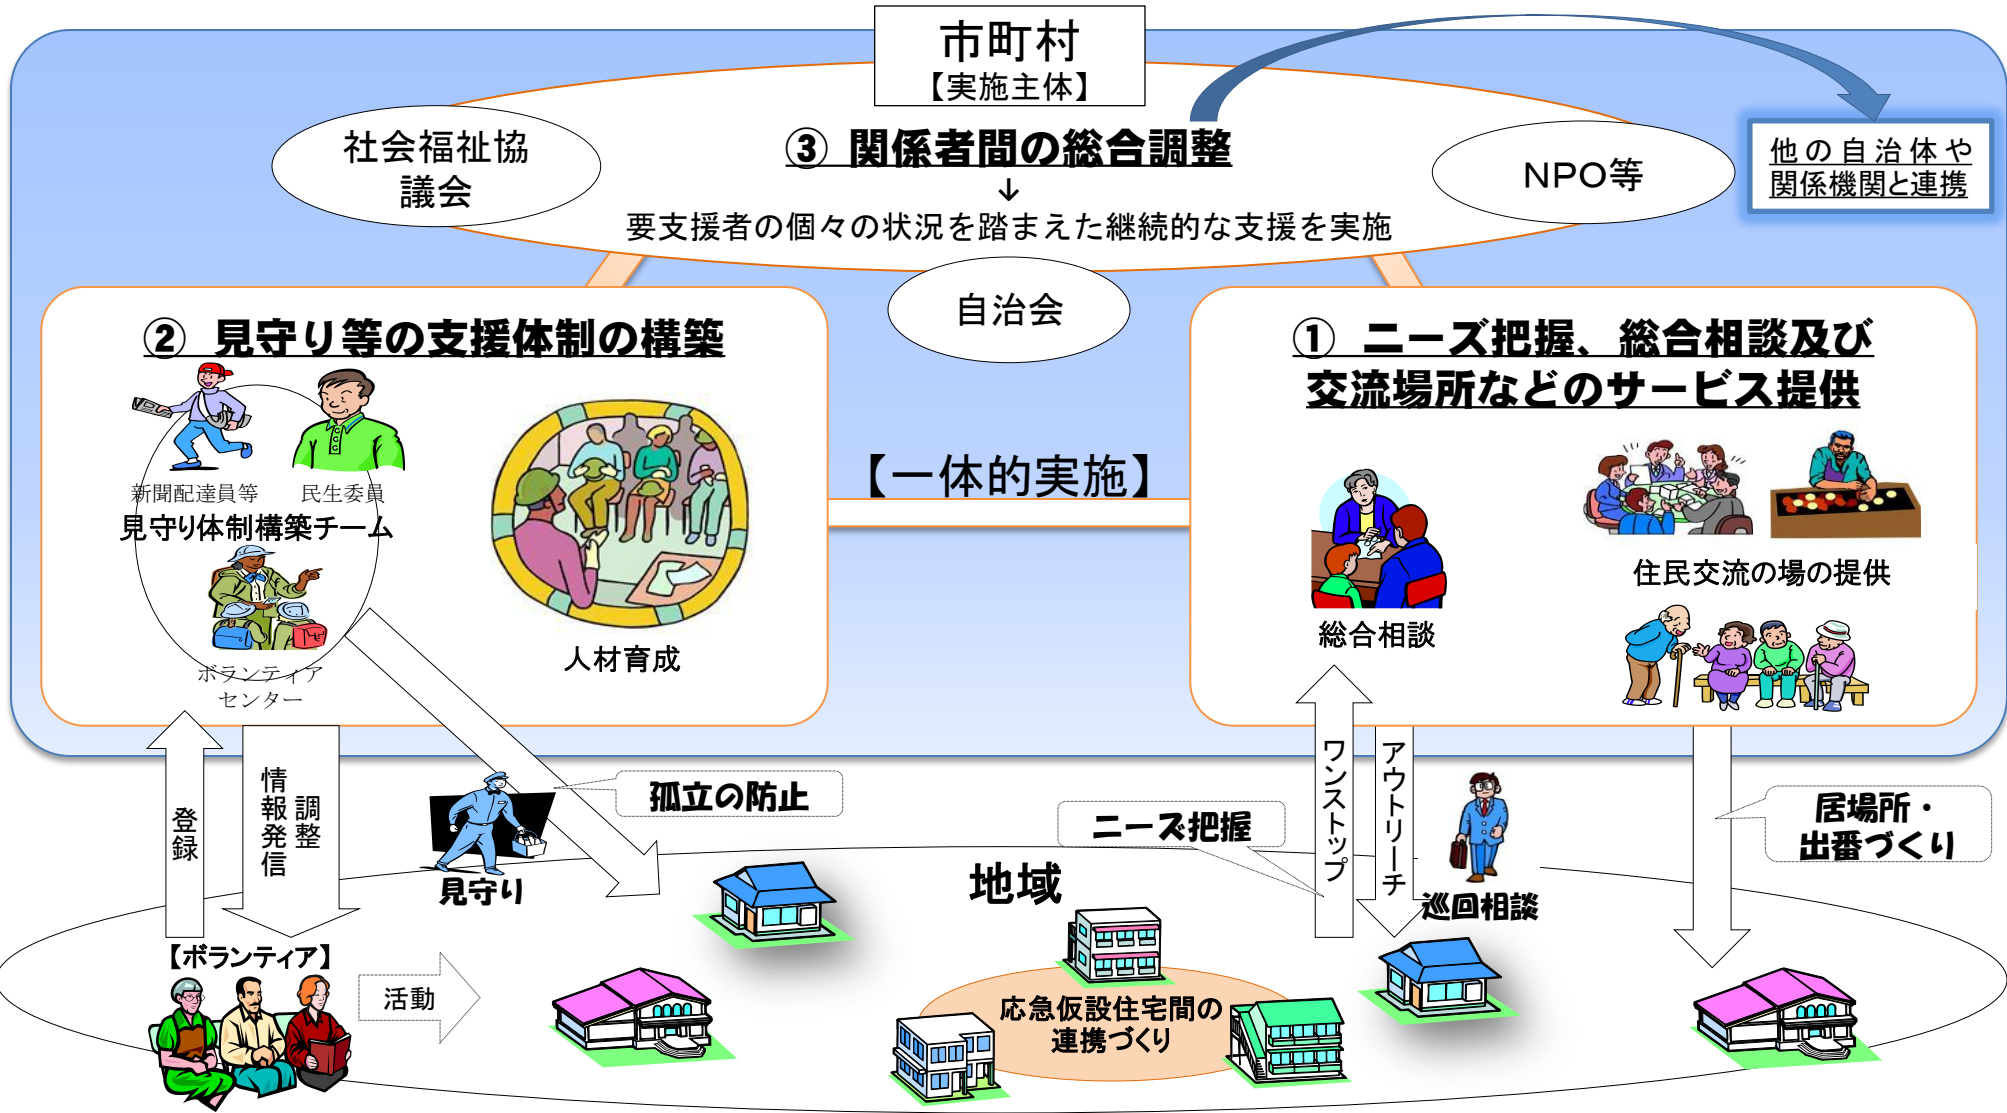 市町村
【実施主体】
社会福祉協
議会
③ 関係者間の総合調整
↓
要支援者の個々の状況を踏まえた継続的な支援を実施
NPO等
他の自治体や
関係機関と連携
自治会
② 見守り等の支援体制の構築
新聞配達員等
民生委員
見守り体制構築チーム
ボランティア
センター
人材育成
【一体的実施】
① ニーズ把握、総合相談及び
交流場所などのサービス提供
総合相談
住民交流の場の提供
登録
調整
情報発信
見守り
孤立の防止
ニーズ把握
ワンストップ
アウトリーチ
巡回相談
居場所・
出番づくり
地域
【ボランティア】
活動
応急仮設住宅間の
連携づくり